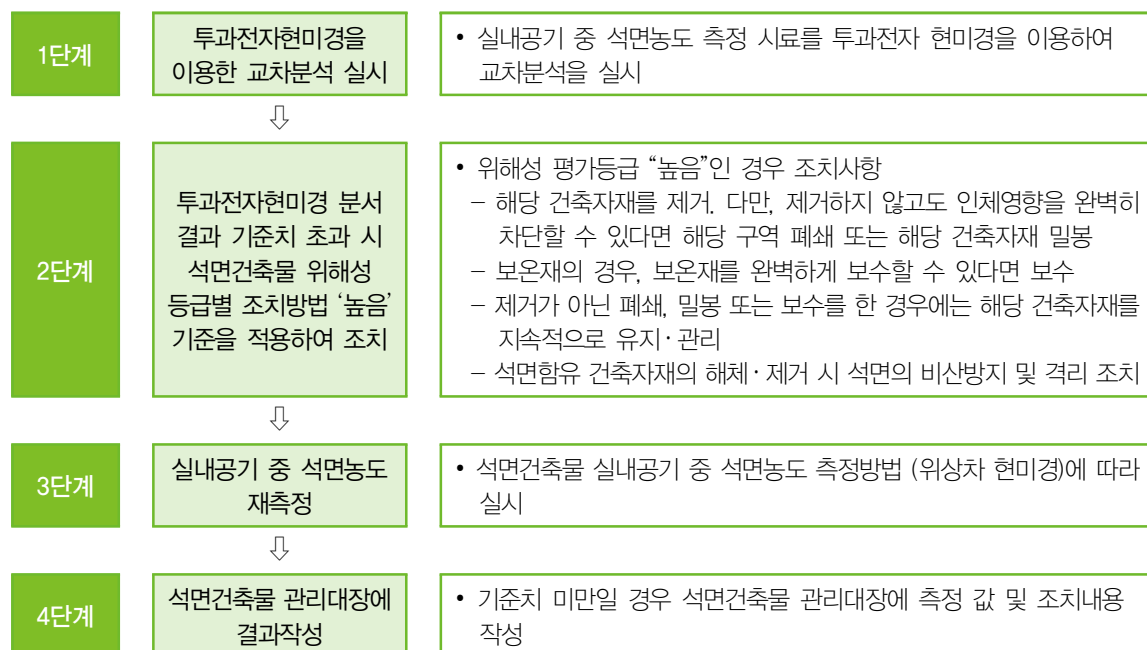 1단계
투과전자현미경을
이용한 교차분석 실시
• 실내공기 중 석면농도 측정 시료를 투과전자 현미경을 이용하여
교차분석을 실시
⇩
2단계
투과전자현미경 분서
결과 기준치 초과 시
석면건축물 위해성
등급별 조치방법 ‘높음’
기준을 적용하여 조치
• 위해성 평가등급 “높음”인 경우 조치사항
– 해당 건축자재를 제거. 다만, 제거하지 않고도 인체영향을 완벽히
차단할 수 있다면 해당 구역 폐쇄 또는 해당 건축자재 밀봉
– 보온재의 경우, 보온재를 완벽하게 보수할 수 있다면 보수
– 제거가 아닌 폐쇄, 밀봉 또는 보수를 한 경우에는 해당 건축자재를
지속적으로 유지·관리
– 석면함유 건축자재의 해체·제거 시 석면의 비산방지 및 격리 조치
⇩
3단계
실내공기 중 석면농도
재측정
• 석면건축물 실내공기 중 석면농도 측정방법 (위상차 현미경)에 따라
실시
⇩
4단계
석면건축물 관리대장에
결과작성
• 기준치 미만일 경우 석면건축물 관리대장에 측정 값 및 조치내용
작성